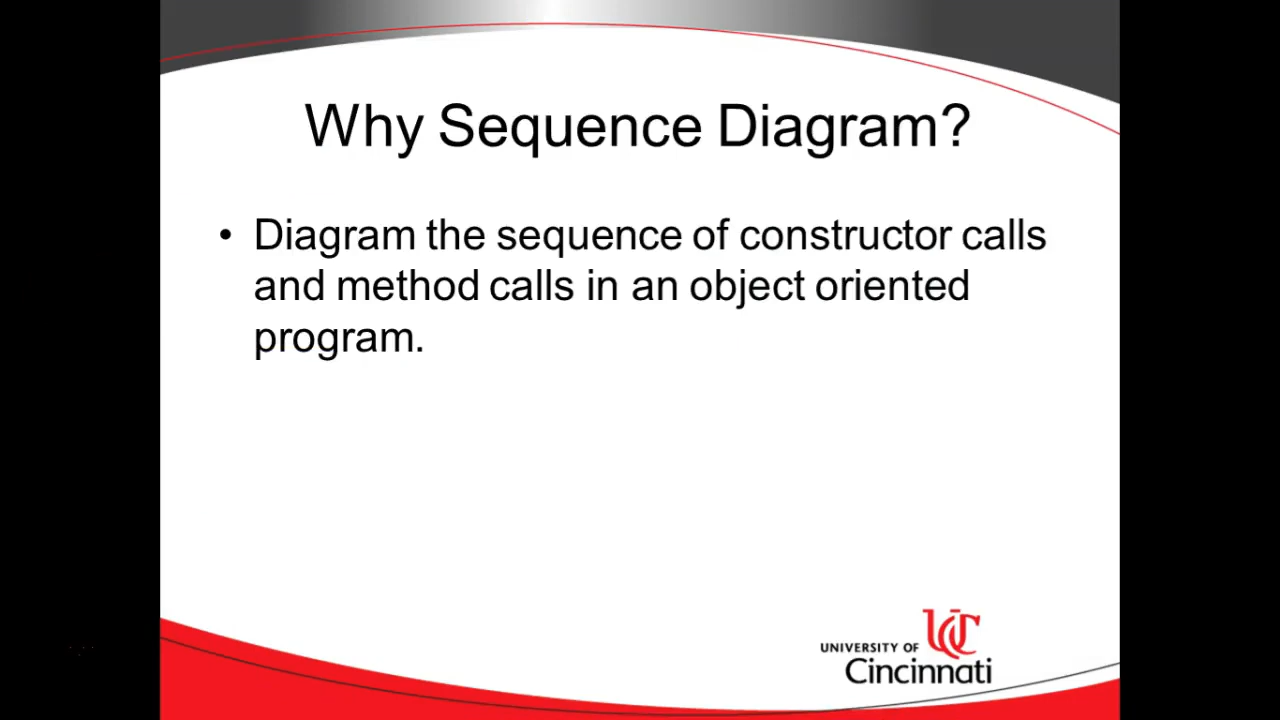 Why Sequence Diagram?
• Diagram the sequence of constructor calls
and method calls in an object oriented
program.
UC
UNIVERSITY OF
Cincinnati